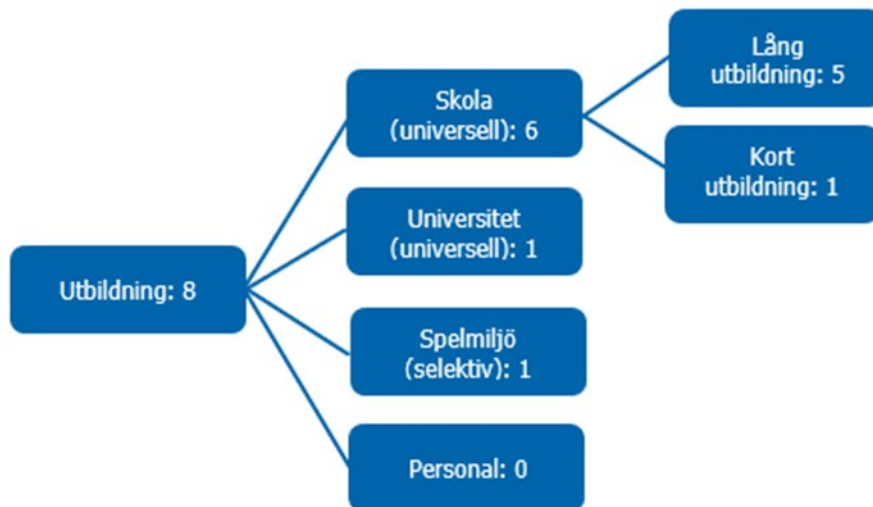 Utbildning: 8
Skola
(universell): 6
Lång
utbildning: 5
Kort
utbildning: 1
Universitet
(universell): 1
Spelmiljö
(selektiv): 1
Personal: 0